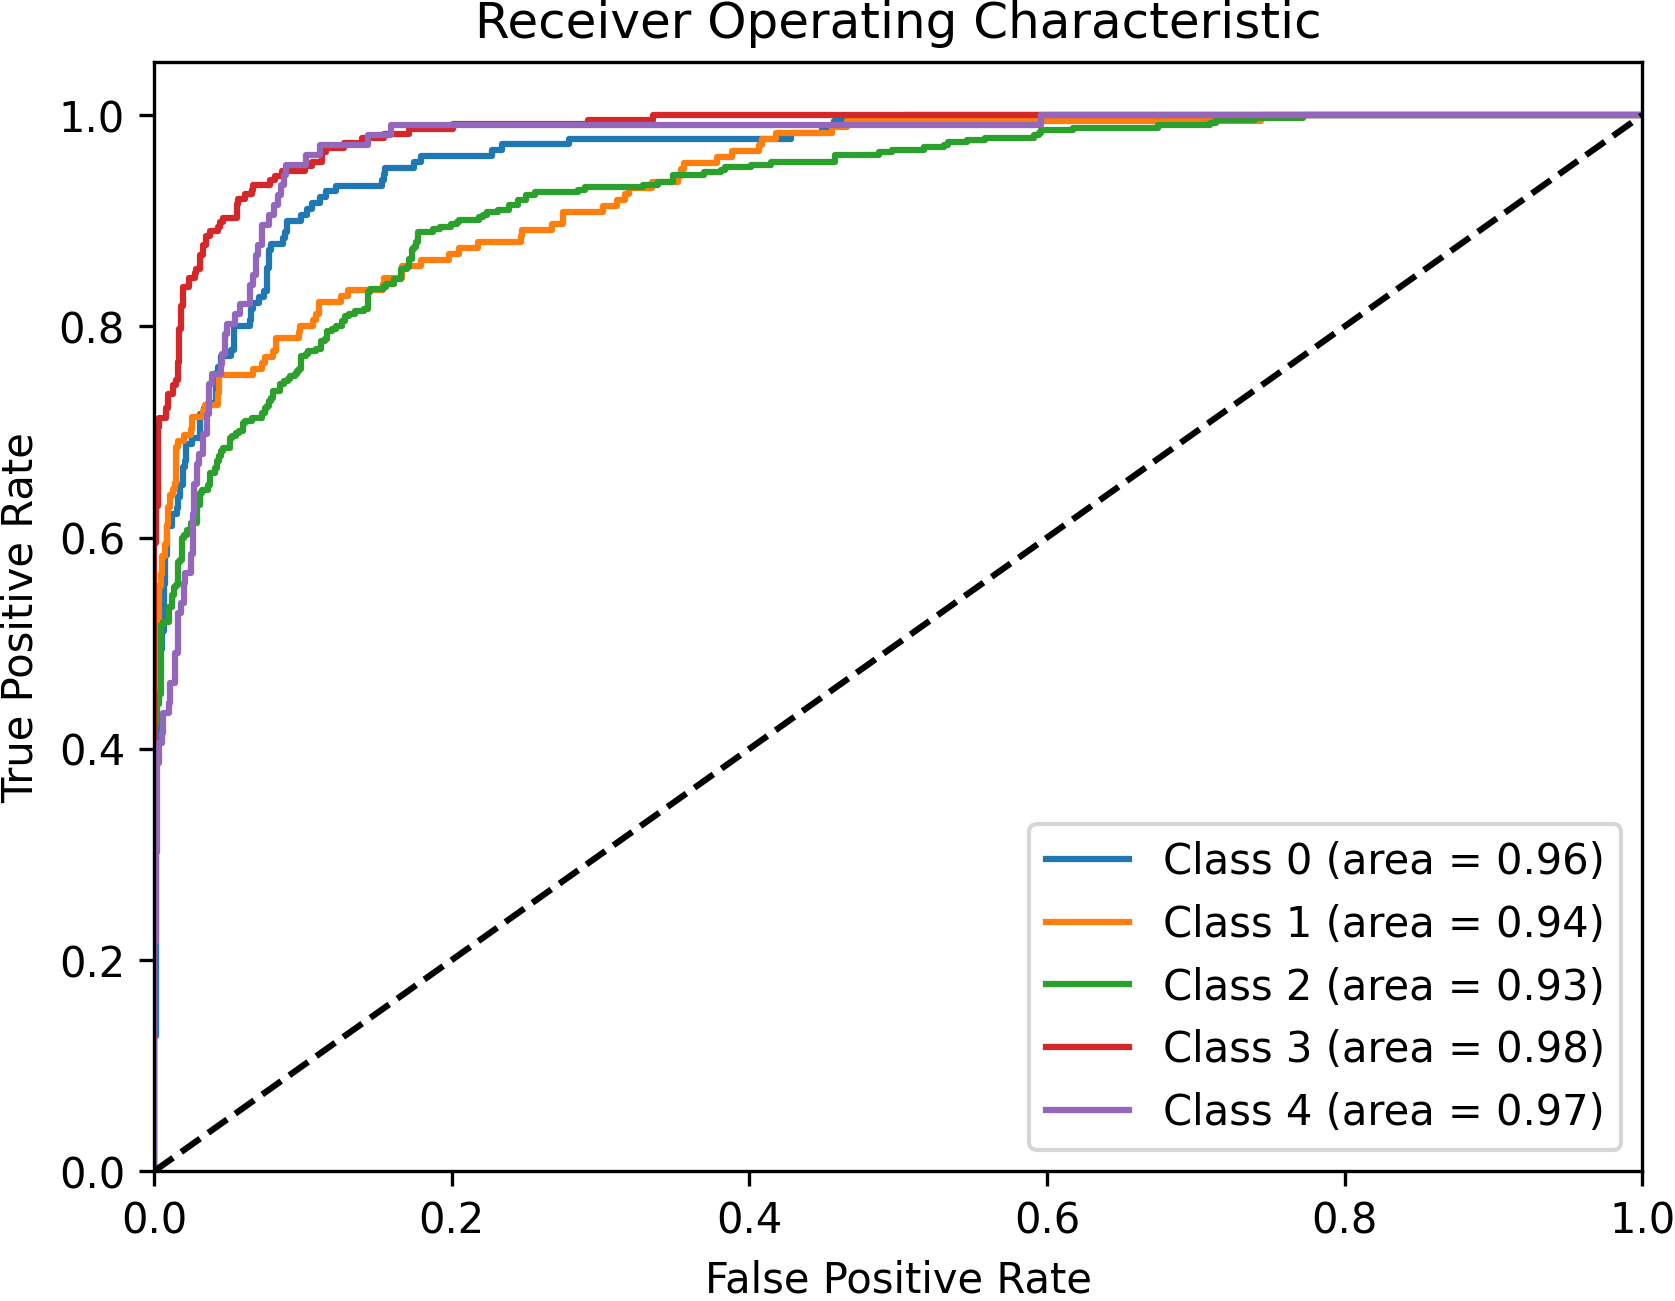 Receiver Operating Characteristic
1.0
0.8
0.6
0.4
0.2
0.0
True Positive Rate
Class 0 (area = 0.96)
Class 1 (area = 0.94)
Class 2 (area = 0.93)
Class 3 (area = 0.98)
Class 4 (area = 0.97)
0.0 0.2 0.4 0.6 0.8 1.0
False Positive Rate